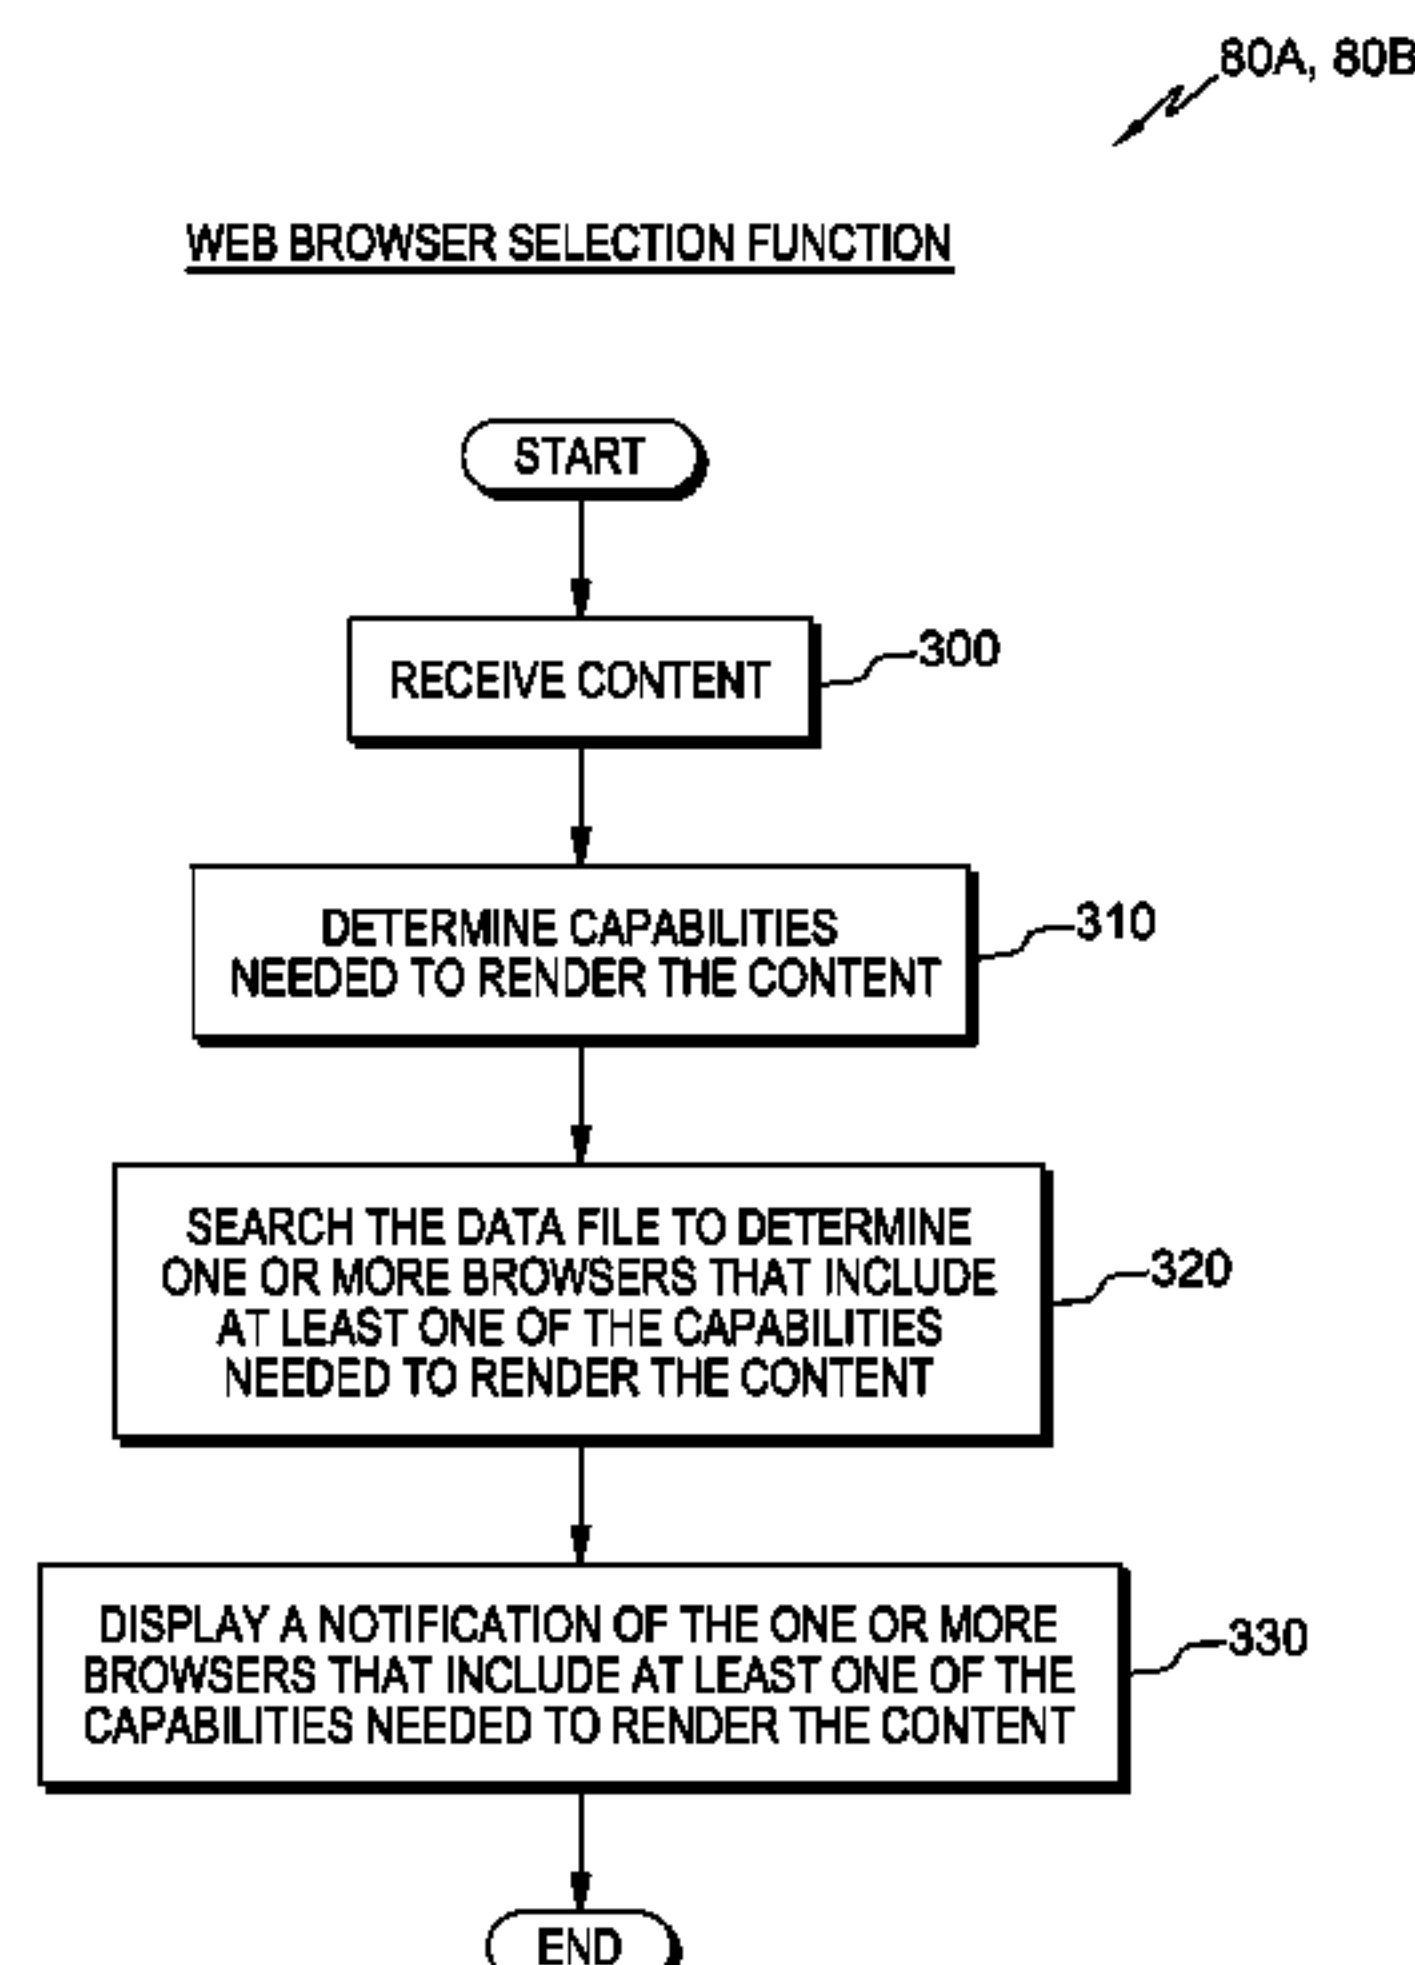 80A, 80B
WEB BROWSER SELECTION FUNCTION
START
RECEIVE CONTENT
300
DETERMINE CAPABILITIES
NEEDED TO RENDER THE CONTENT
310
SEARCH THE DATA FILE TO DETERMINE
ONE OR MORE BROWSERS THAT INCLUDE
AT LEAST ONE OF THE CAPABILITIES
NEEDED TO RENDER THE CONTENT
320
DISPLAY A NOTIFICATION OF THE ONE OR MORE
BROWSERS THAT INCLUDE AT LEAST ONE OF THE
CAPABILITIES NEEDED TO RENDER THE CONTENT
330
END